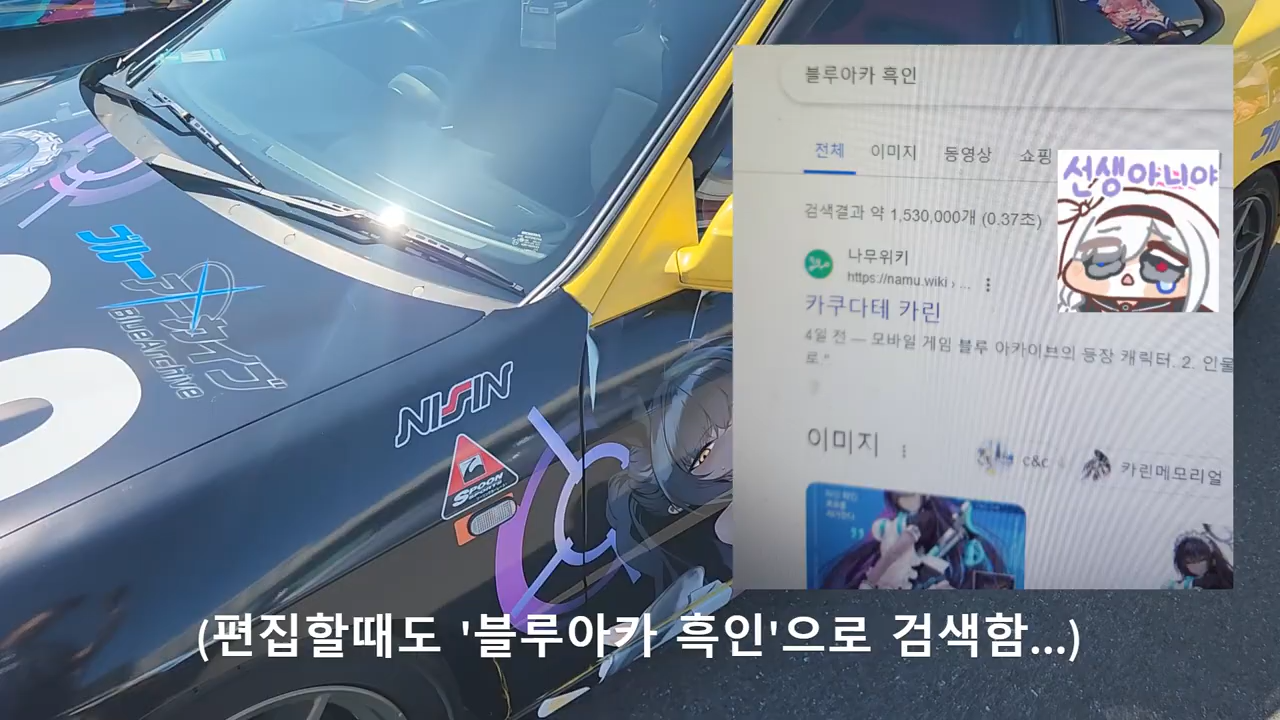 블루아카 흑인
전체 이미지 동영상 쇼핑
선생아니야
검색결과 약 1,530,000개 (0.37초)
나무위키
https://namu.wiki › ...
카쿠다테 카린
4일 전 — 모바일 게임 블루 아카이브의 등장 캐릭터. 2. 인물
로."
이미지
c&c
카린메모리얼
ブルーアーカイブ
BlueArchive
NISSIN
SPOON
SPORTS
(편집할때도 '블루아카 흑인'으로 검색함...)